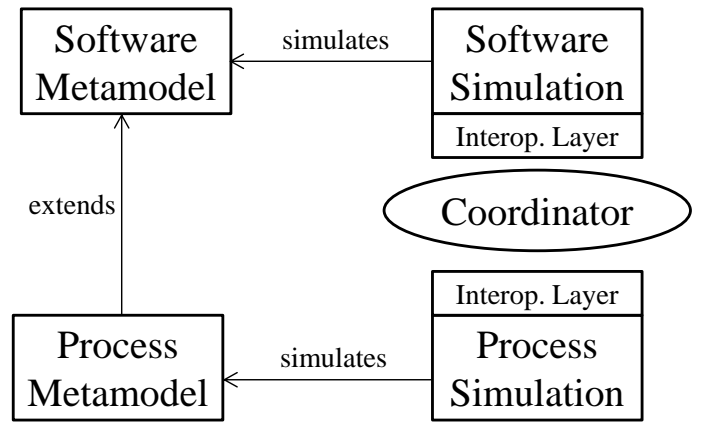 Software
Metamodel
simulates
Software
Simulation
Interop. Layer
extends
Coordinator
Interop. Layer
Process
Metamodel
simulates
Process
Simulation